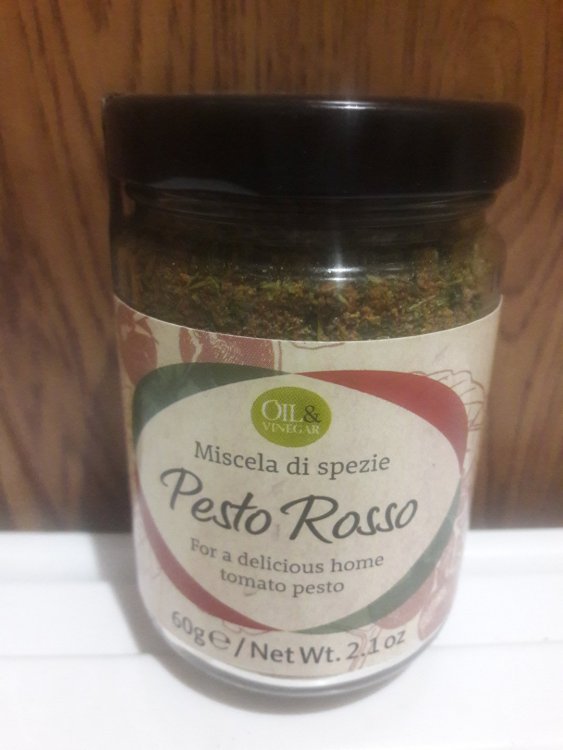 OIL&
VINEGAR
Miscela di spezie
Pesto Rosso
For a delicious home
tomato pesto
60g℮/Net Wt. 2.1 oz